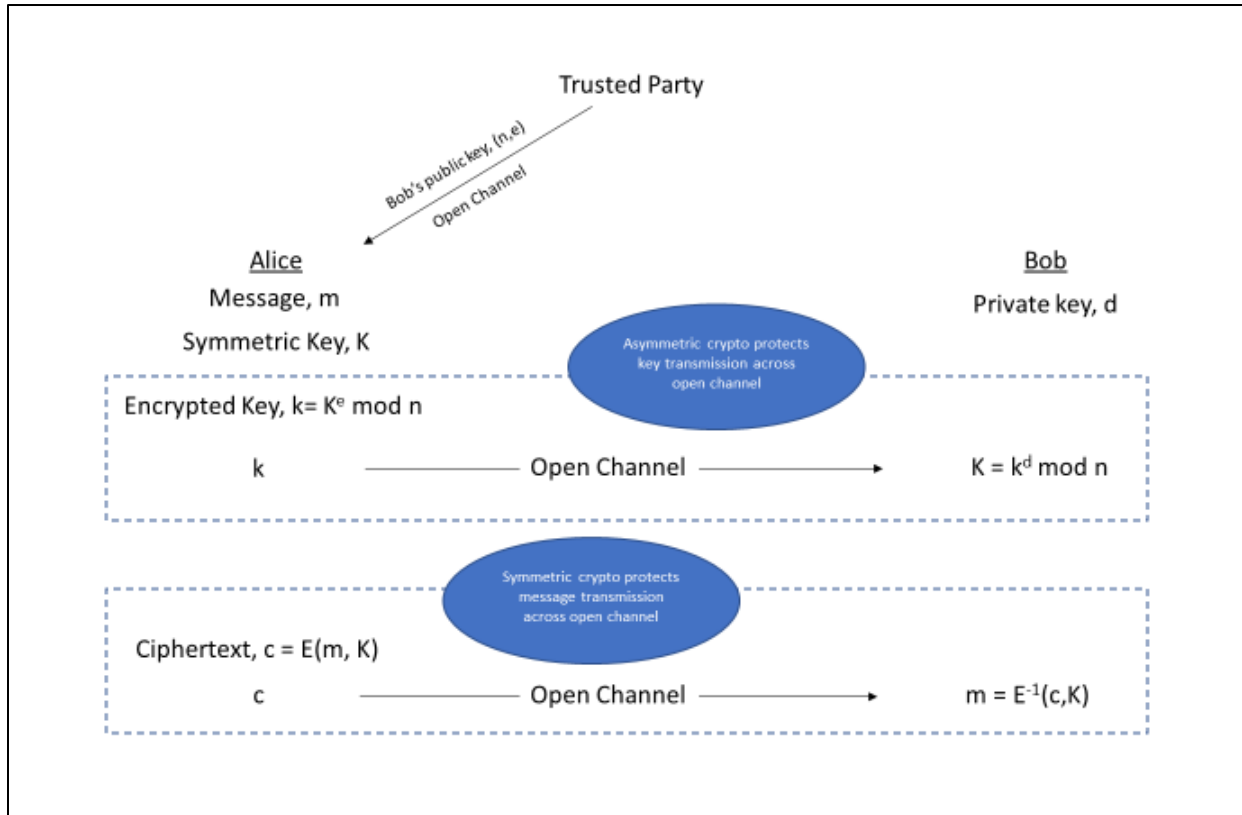 Trusted Party
Bob's public key, (n,e)
Open Channel
Alice
Bob
Message, m
Private key, d
Symmetric Key, K
Asymmetric crypto protects
key transmission across
open channel
Encrypted Key, k= Kᵉ mod n
k
Open Channel
K = kᵈ mod n
Symmetric crypto protects
message transmission
across open channel
Ciphertext, c = E(m, K)
c
Open Channel
m = E⁻¹(c,K)